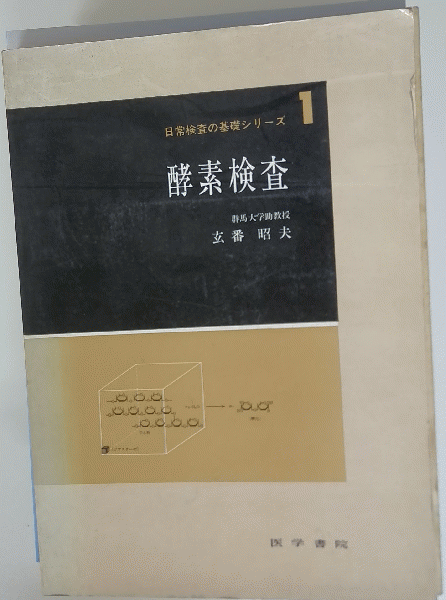 日常検査の基礎シリーズ 1
酵素検査
群馬大学助教授
玄番 昭夫
医学書院